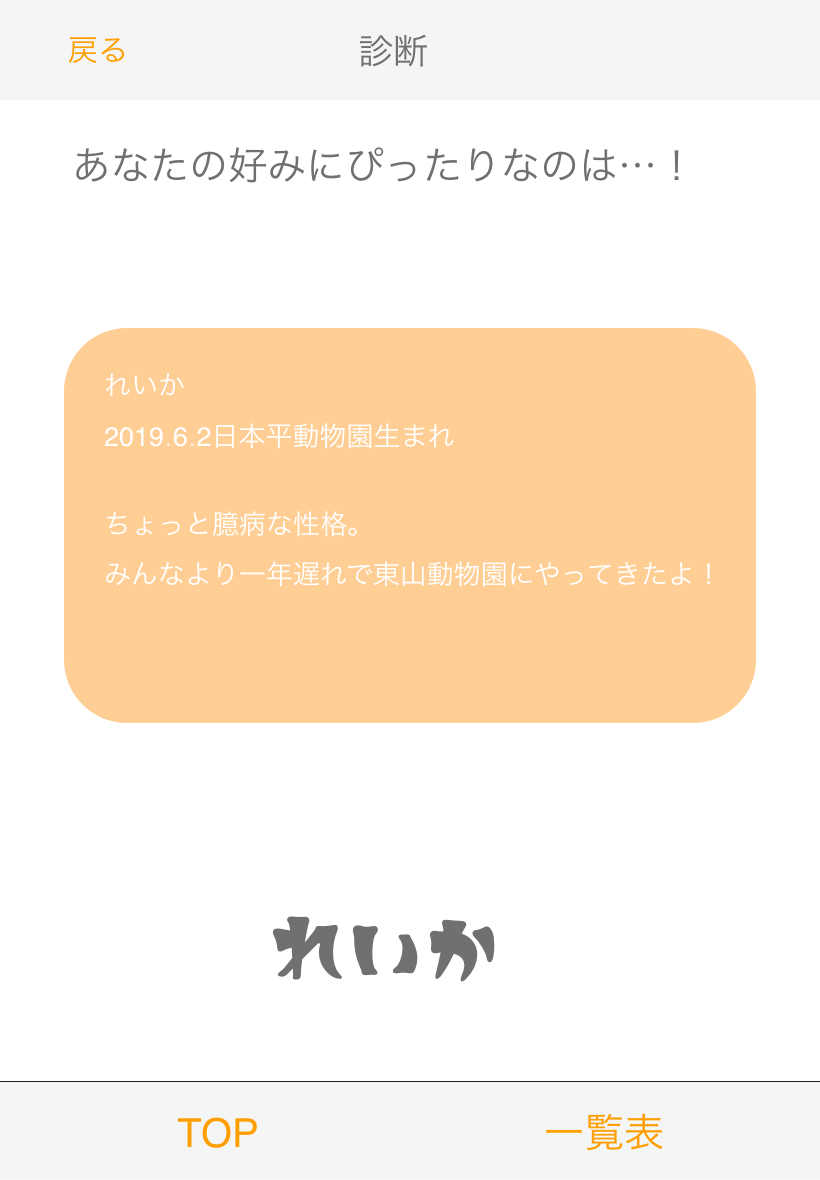 戻る
診断
あなたの好みにぴったりなのは…！
れいか
2019.6.2日本平動物園生まれ
ちょっと臆病な性格。
みんなより一年遅れで東山動物園にやってきたよ！
れいか
TOP
一覧表